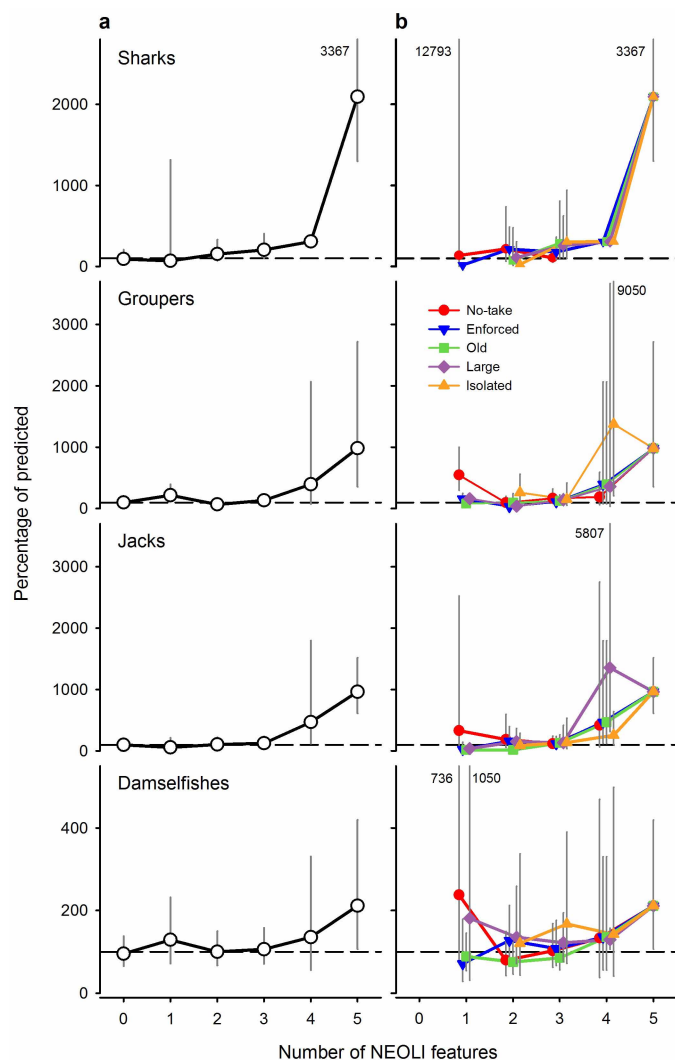 a
b
Sharks
3367
12793
3367
2000
1000
0
Groupers
9050
No-take
Enforced
Old
Large
Isolated
3000
2000
1000
0
Jacks
5807
3000
2000
1000
0
Damselfishes
736
1050
400
200
0
Percentage of predicted
0 1 2 3 4 5
0 1 2 3 4 5
Number of NEOLI features